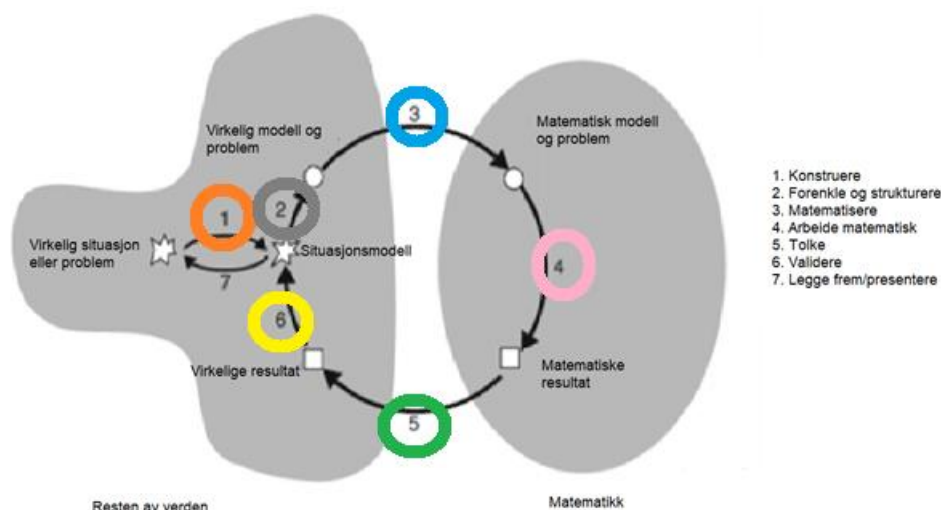 Virkelig modell og
problem
3
Matematisk modell
og problem
1
2
Virkelig situasjon
eller problem
Situasjonsmodell
7
4
6
Virkelige resultat
Matematiske
resultat
5
Resten av verden
Matematikk
1. Konstruere
2. Forenkle og strukturere
3. Matematisere
4. Arbeide matematisk
5. Tolke
6. Validere
7. Legge frem/presentere